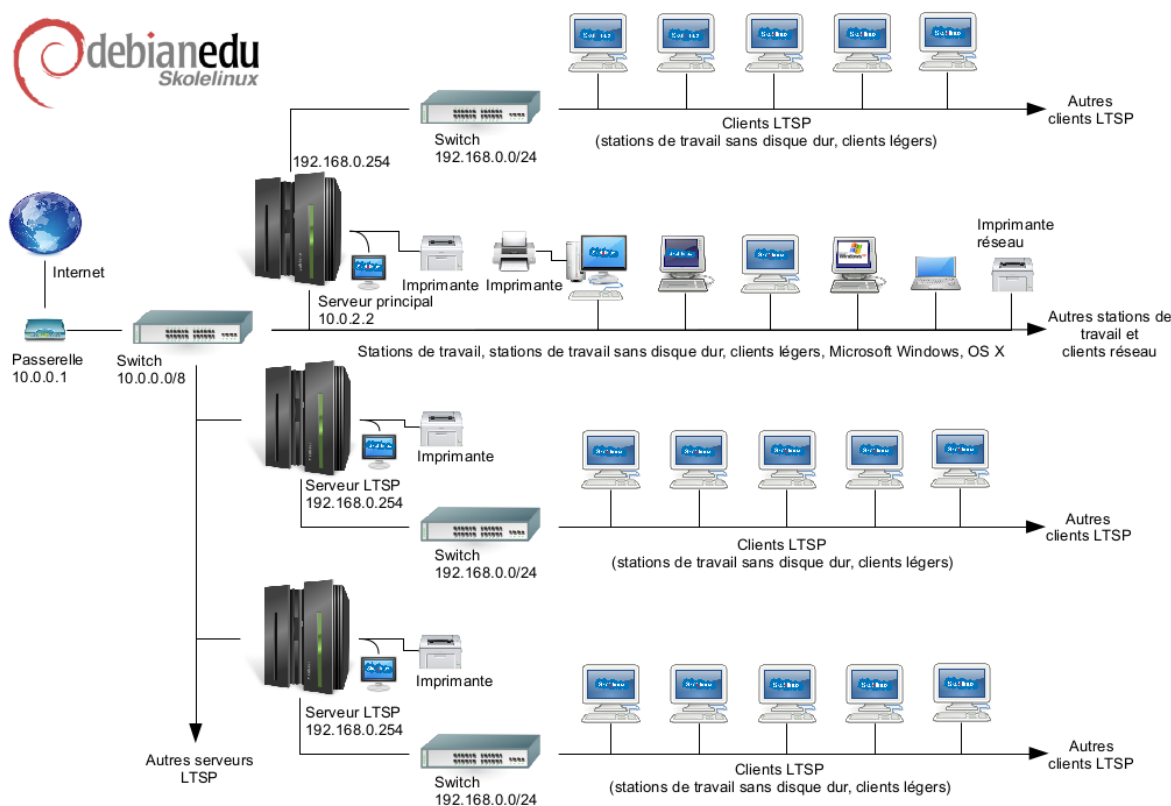 debianedu
Skolelinux
Switch
192.168.0.0/24
Clients LTSP
(stations de travail sans disque dur, clients légers)
Autres
clients LTSP
192.168.0.254
Internet
Passerelle
10.0.0.1
Switch
10.0.0.0/8
Serveur principal
10.0.2.2
Imprimante
Imprimante
Imprimante
réseau
Stations de travail, stations de travail sans disque dur, clients légers, Microsoft Windows, OS X
Autres stations de
travail et
clients réseau
Imprimante
Serveur LTSP
192.168.0.254
Switch
192.168.0.0/24
Clients LTSP
(stations de travail sans disque dur, clients légers)
Autres
clients LTSP
Imprimante
Serveur LTSP
192.168.0.254
Autres serveurs
LTSP
Switch
192.168.0.0/24
Clients LTSP
(stations de travail sans disque dur, clients légers)
Autres
clients LTSP